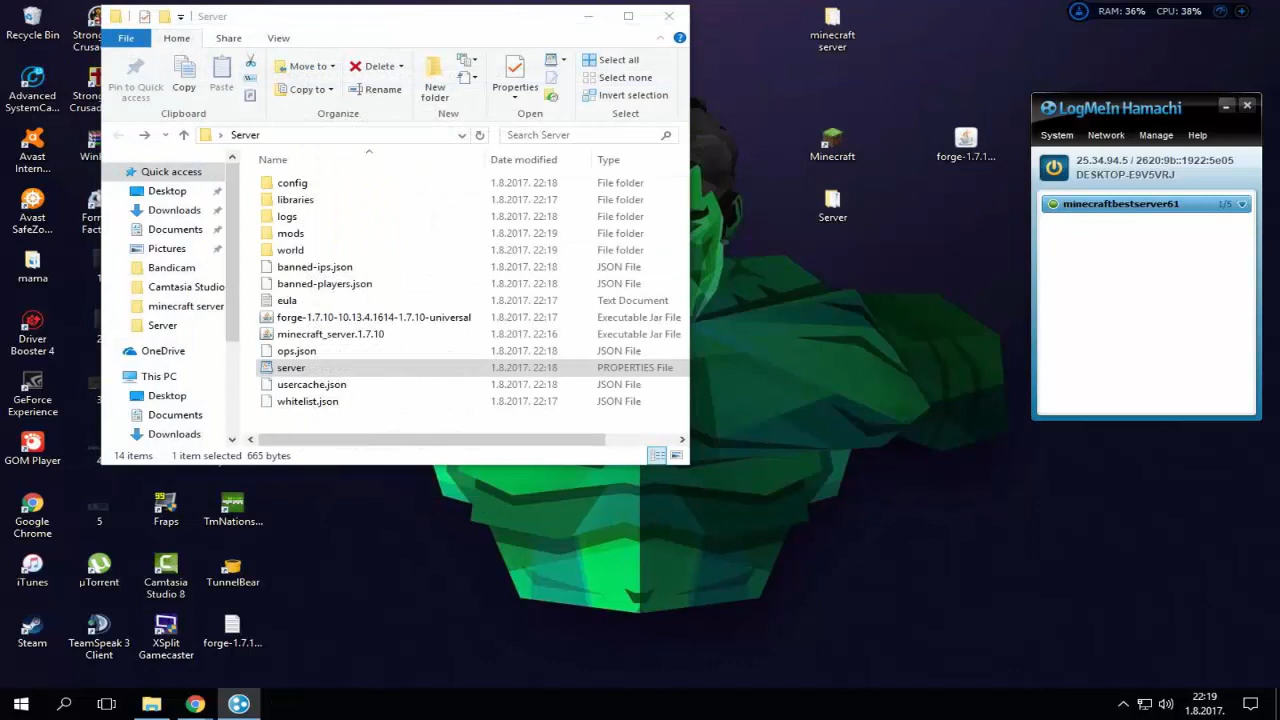 Server
File
Home
Share
View
Pin to Quick access
Copy
Paste
Clipboard
Move to
Copy to
Delete
Rename
Organize
New folder
New
Properties
Open
Select all
Select none
Invert selection
Select
Server
Search Server
Name
Date modified
Type
Quick access
Desktop
Downloads
Documents
Pictures
Bandicam
Camtasia Studio
minecraft server
Server
OneDrive
This PC
Desktop
Documents
Downloads
config 1.8.2017. 22:18 File folder
libraries 1.8.2017. 22:17 File folder
logs 1.8.2017. 22:18 File folder
mods 1.8.2017. 22:19 File folder
world 1.8.2017. 22:19 File folder
banned-ips.json 1.8.2017. 22:18 JSON File
banned-players.json 1.8.2017. 22:18 JSON File
eula 1.8.2017. 22:17 Text Document
forge-1.7.10-10.13.4.1614-1.7.10-universal 1.8.2017. 22:17 Executable Jar File
minecraft_server.1.7.10 1.8.2017. 22:16 Executable Jar File
ops.json 1.8.2017. 22:18 JSON File
server 1.8.2017. 22:18 PROPERTIES File
usercache.json 1.8.2017. 22:18 JSON File
whitelist.json 1.8.2017. 22:17 JSON File
14 items 1 item selected 665 bytes
Recycle Bin
Advanced
SystemCa...
Avast
Intern...
Avast
SafeZo...
mama
Driver
Booster 4
GeForce
Experience
GOM Player
Google
Chrome
5
Fraps
TmNations...
iTunes
µTorrent
Camtasia
Studio 8
TunnelBear
Steam
TeamSpeak 3
Client
XSplit
Gamecaster
forge-1.7.1...
minecraft
server
Minecraft
forge-1.7.1...
Server
RAM: 36% CPU: 38%
LogMeIn Hamachi
System Network Manage Help
25.34.94.5 / 2620:9b::1922:5e05
DESKTOP-E9V5VRJ
minecraftbestserver61 1/5
22:19
1.8.2017.